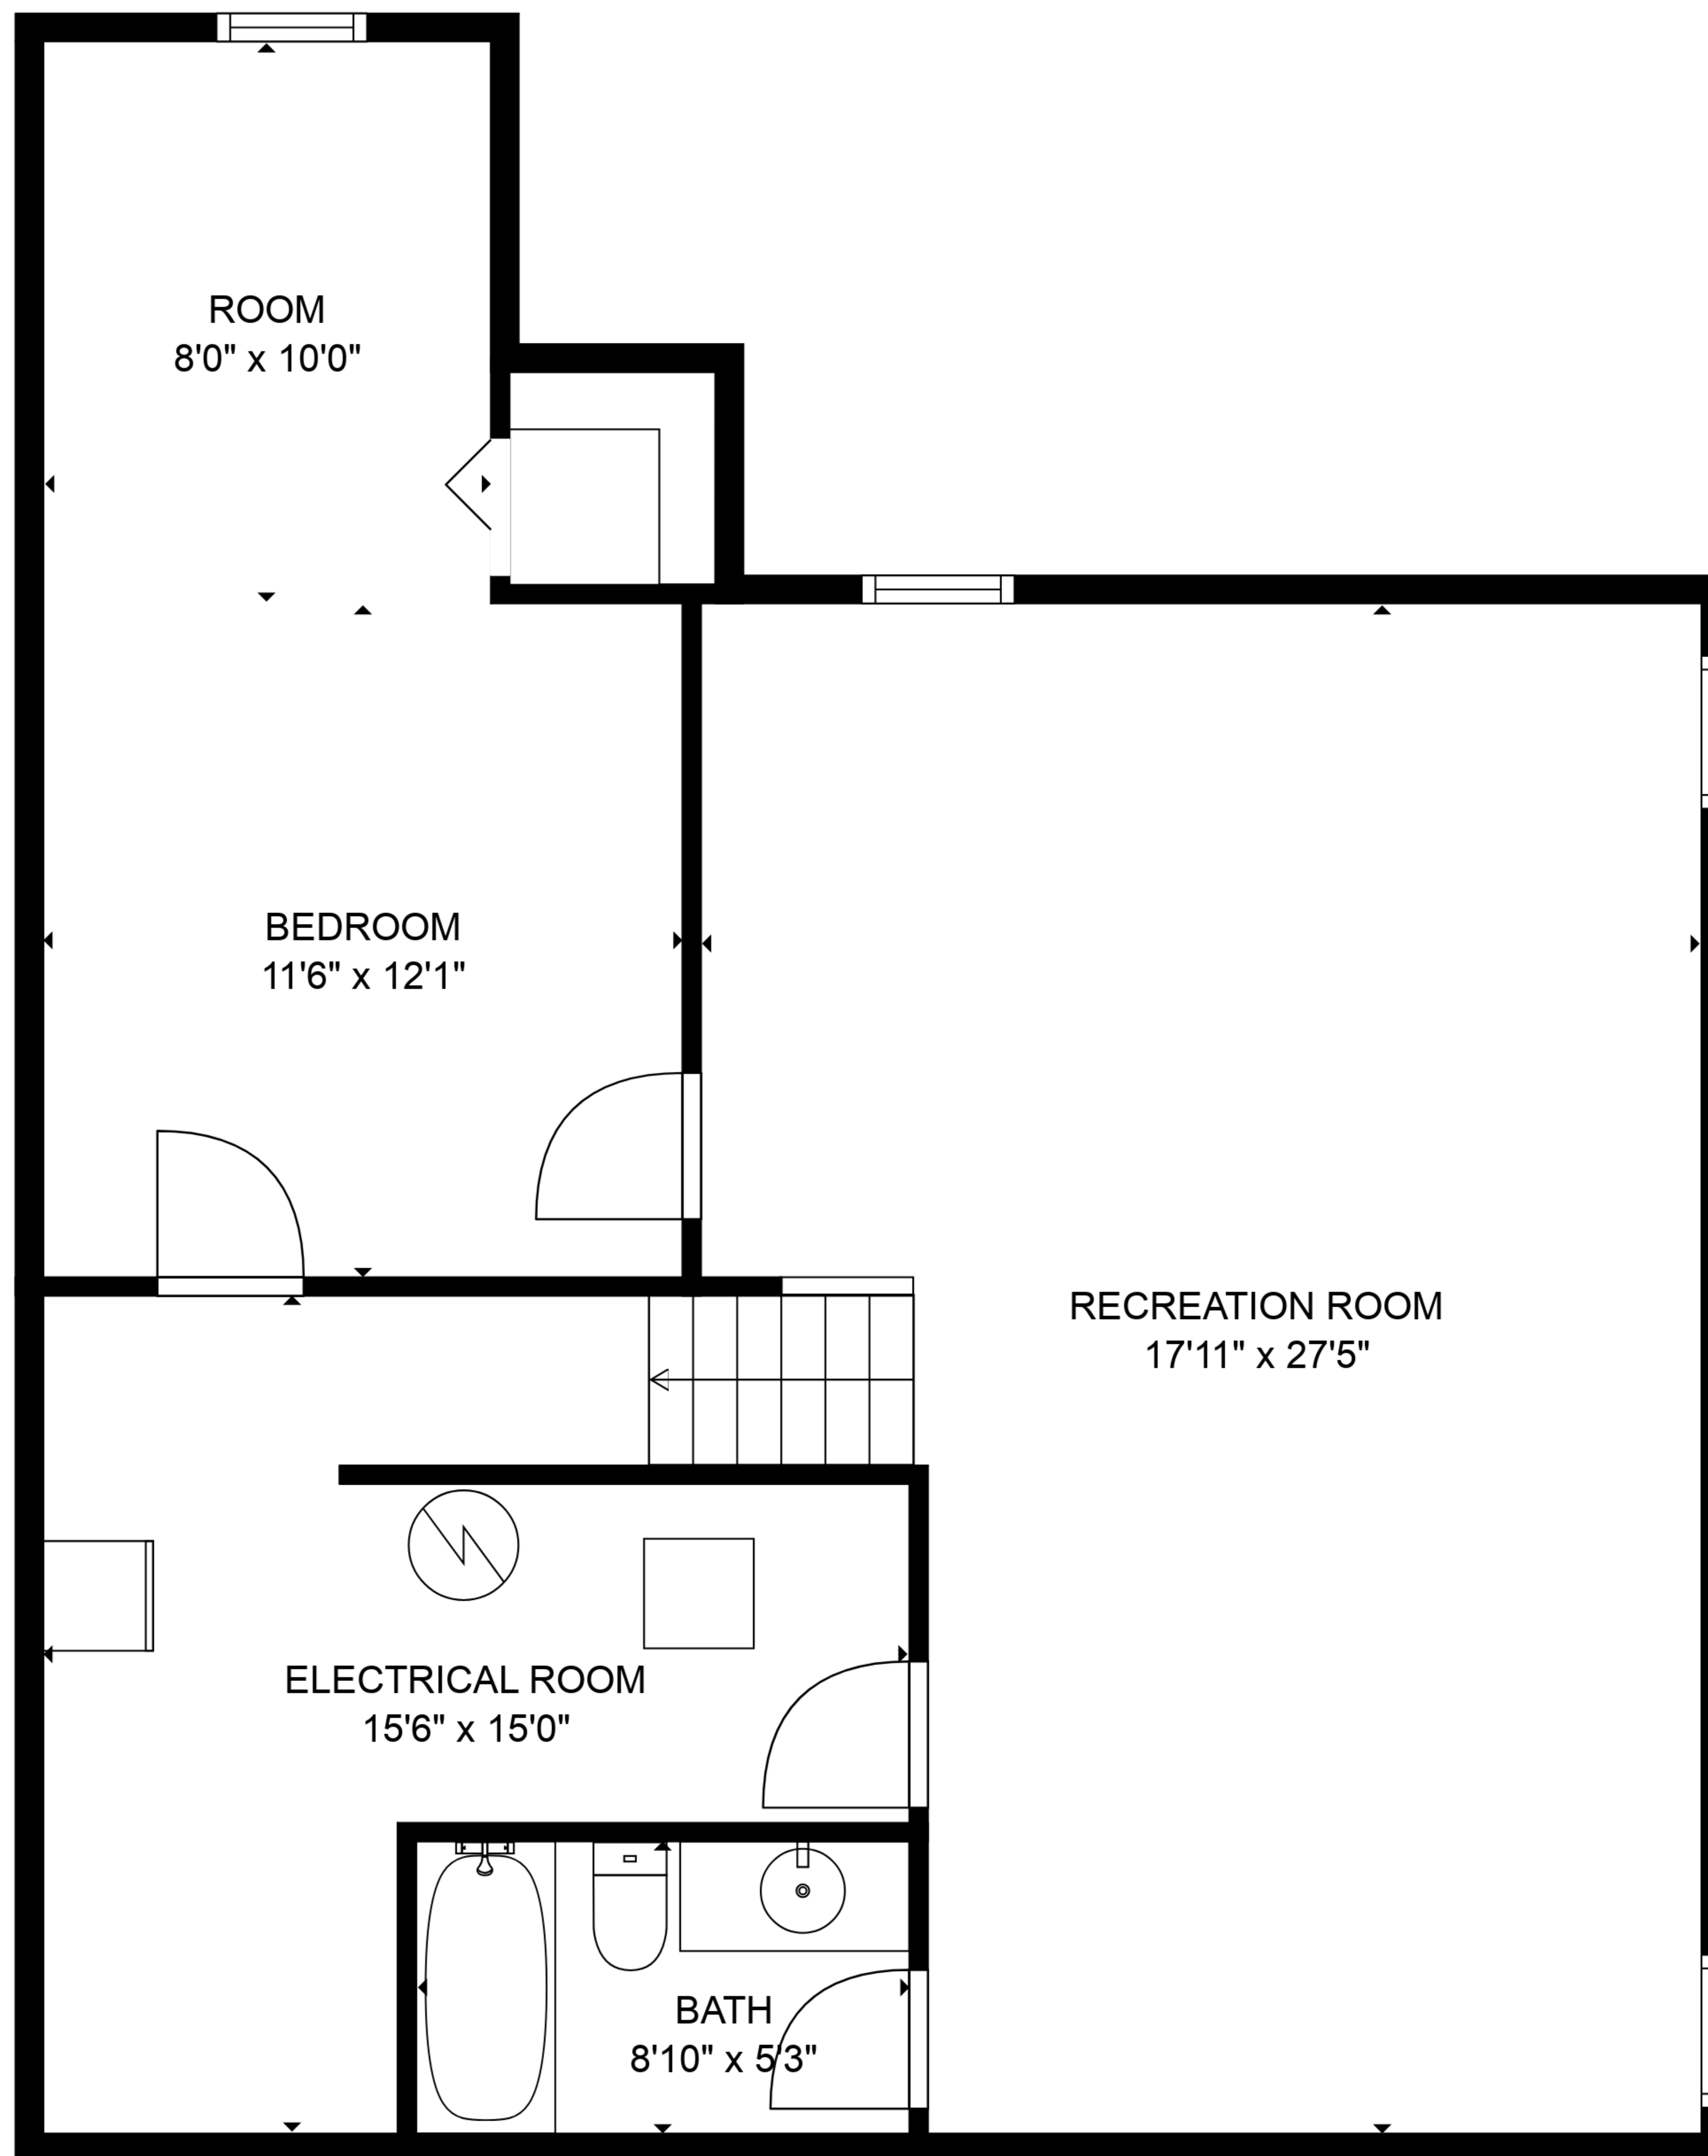 ROOM
8'0" x 10'0"
BEDROOM
11'6" x 12'1"
RECREATION ROOM
17'11" x 27'5"
ELECTRICAL ROOM
15'6" x 15'0"
BATH
8'10" x 5'3"